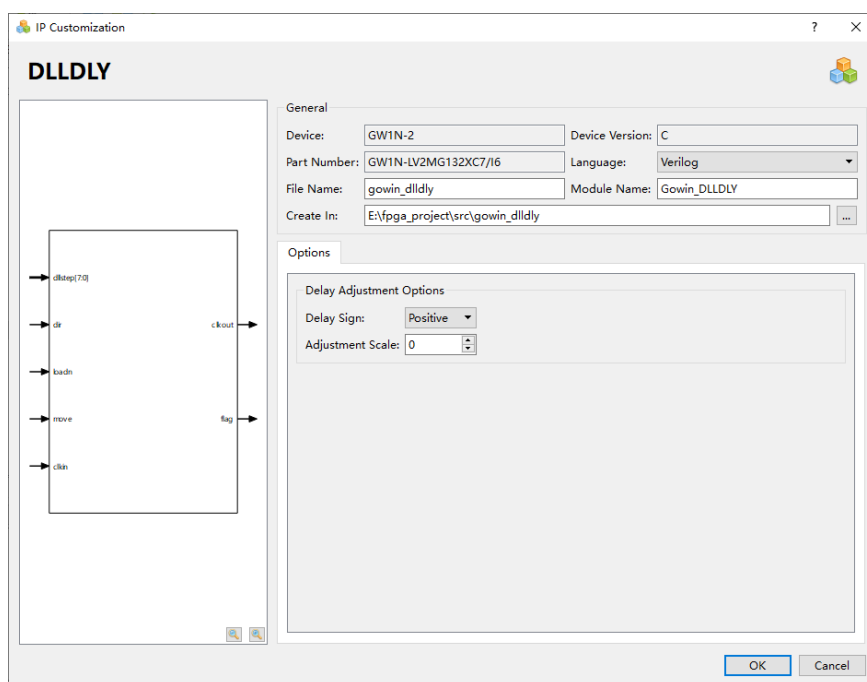 IP Customization ? ×
DLLDLY
dllstep[7:0]
dir
clkout
loadn
move
flag
clkin
General
Device: GW1N-2 Device Version: C
Part Number: GW1N-LV2MG132XC7/I6 Language: Verilog
File Name: gowin_dlldly Module Name: Gowin_DLLDLY
Create In: E:\fpga_project\src\gowin_dlldly ...
Options
Delay Adjustment Options
Delay Sign: Positive
Adjustment Scale: 0
OK Cancel